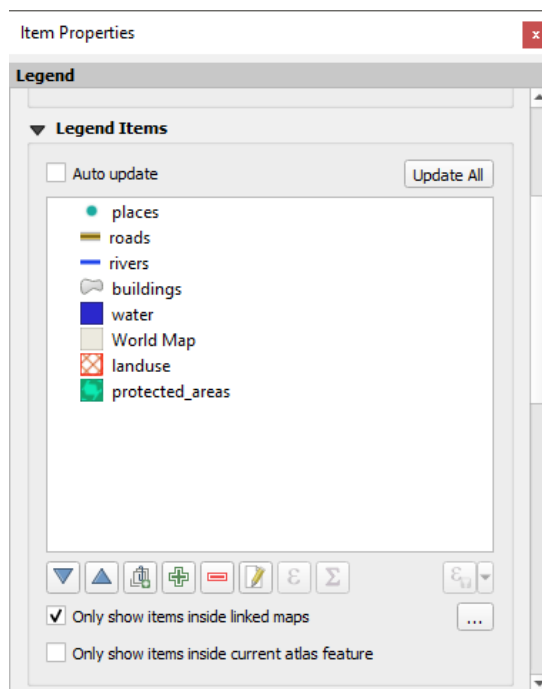 Item Properties
x
Legend
Legend Items
Auto update
Update All
places
roads
rivers
buildings
water
World Map
landuse
protected_areas
ε
Σ
ε
Only show items inside linked maps
...
Only show items inside current atlas feature